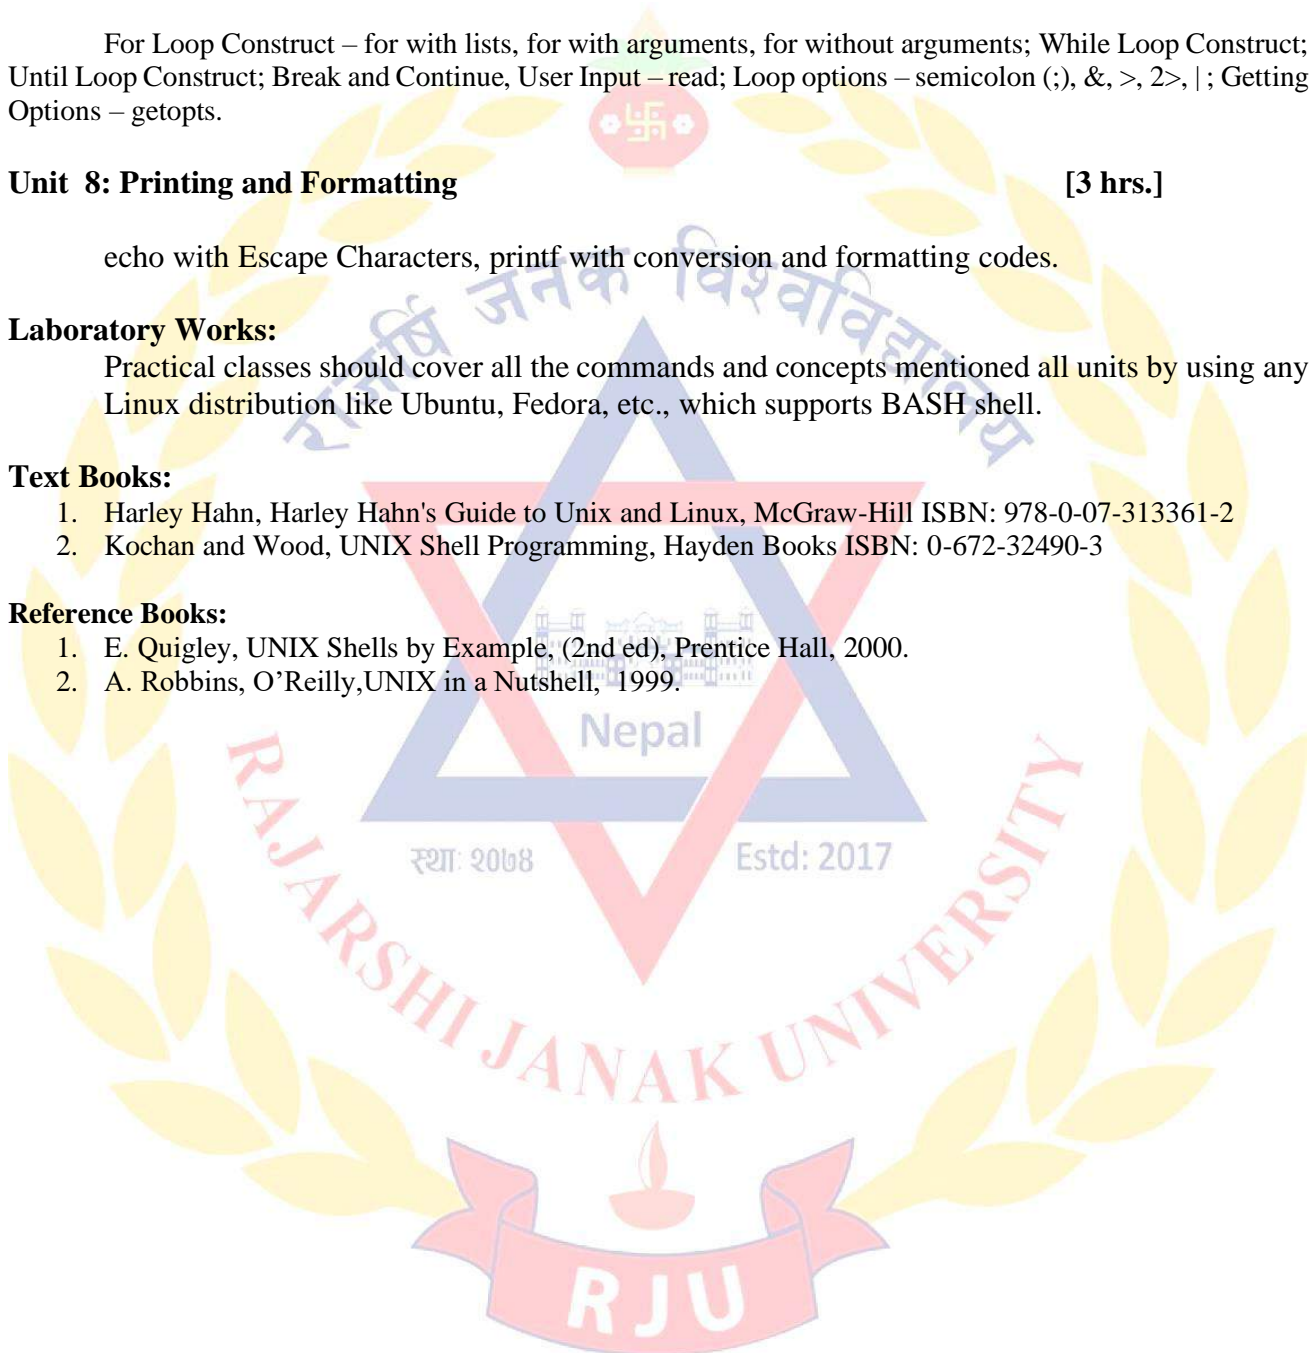 For Loop Construct – for with lists, for with arguments, for without arguments; While Loop Construct;
Until Loop Construct; Break and Continue, User Input – read; Loop options – semicolon (;), &, >, 2>, | ; Getting
Options – getopts.
Unit 8: Printing and Formatting [3 hrs.]
echo with Escape Characters, printf with conversion and formatting codes.
Laboratory Works:
Practical classes should cover all the commands and concepts mentioned all units by using any
Linux distribution like Ubuntu, Fedora, etc., which supports BASH shell.
Text Books:
1. Harley Hahn, Harley Hahn's Guide to Unix and Linux, McGraw-Hill ISBN: 978-0-07-313361-2
2. Kochan and Wood, UNIX Shell Programming, Hayden Books ISBN: 0-672-32490-3
Reference Books:
1. E. Quigley, UNIX Shells by Example, (2nd ed), Prentice Hall, 2000.
2. A. Robbins, O’Reilly,UNIX in a Nutshell, 1999.
राजर्षि जनक विश्वविद्यालय
Nepal
स्था: २०७४ Estd: 2017
RAJARSHI JANAK UNIVERSITY
RJU